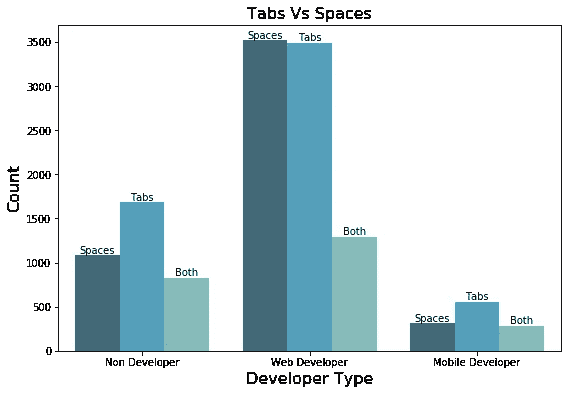 Tabs Vs Spaces
Count
3500
3000
2500
2000
1500
1000
500
0
Spaces
Tabs
Both
Spaces
Tabs
Both
Spaces
Tabs
Both
Non Developer
Web Developer
Mobile Developer
Developer Type